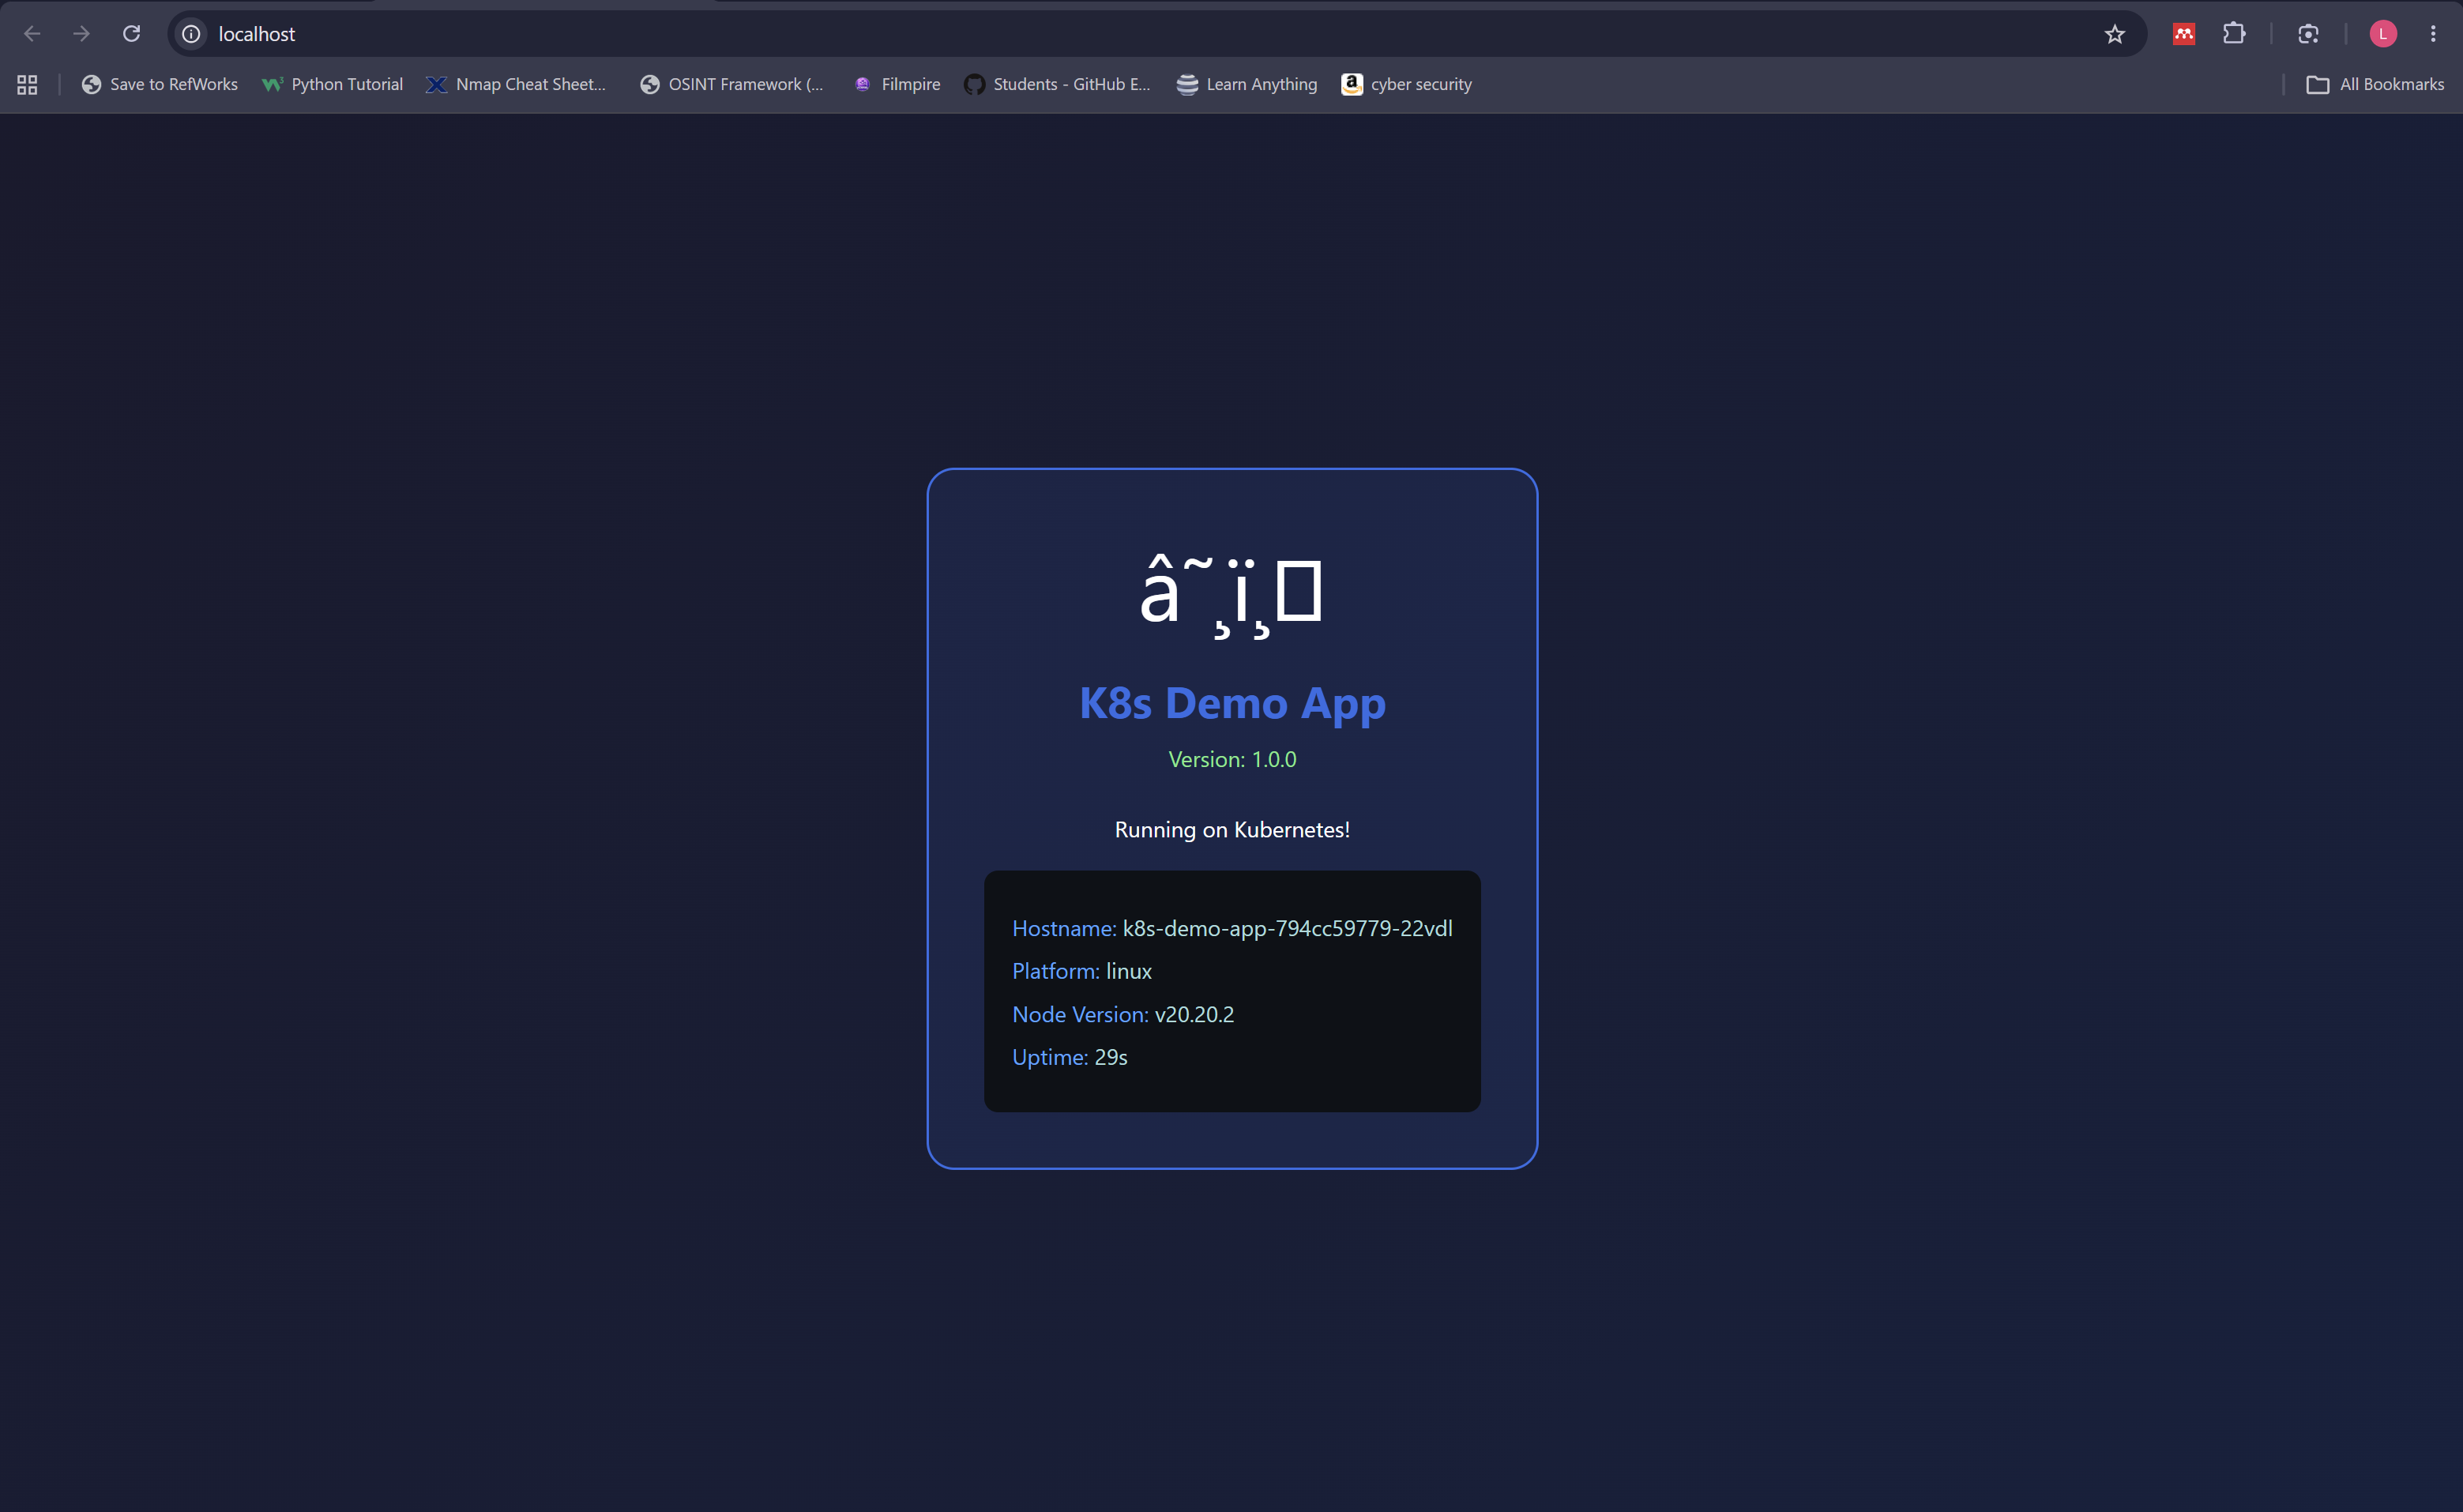 localhost
L
Save to RefWorks
Python Tutorial
Nmap Cheat Sheet...
OSINT Framework (...
Filmpire
Students - GitHub E...
Learn Anything
cyber security
All Bookmarks
â˜¸ï¸
K8s Demo App
Version: 1.0.0
Running on Kubernetes!
Hostname: k8s-demo-app-794cc59779-22vdl
Platform: linux
Node Version: v20.20.2
Uptime: 29s